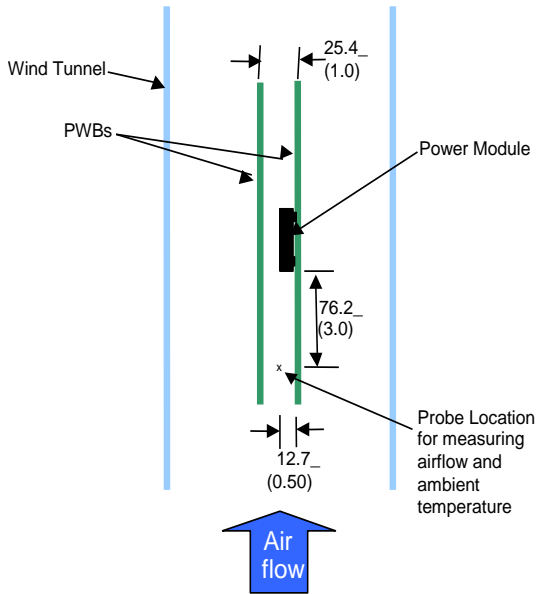 25.4_
(1.0)
Wind Tunnel
PWBs
Power Module
76.2_
(3.0)
x
Probe Location
for measuring
airflow and
ambient
temperature
12.7_
(0.50)
Air
flow